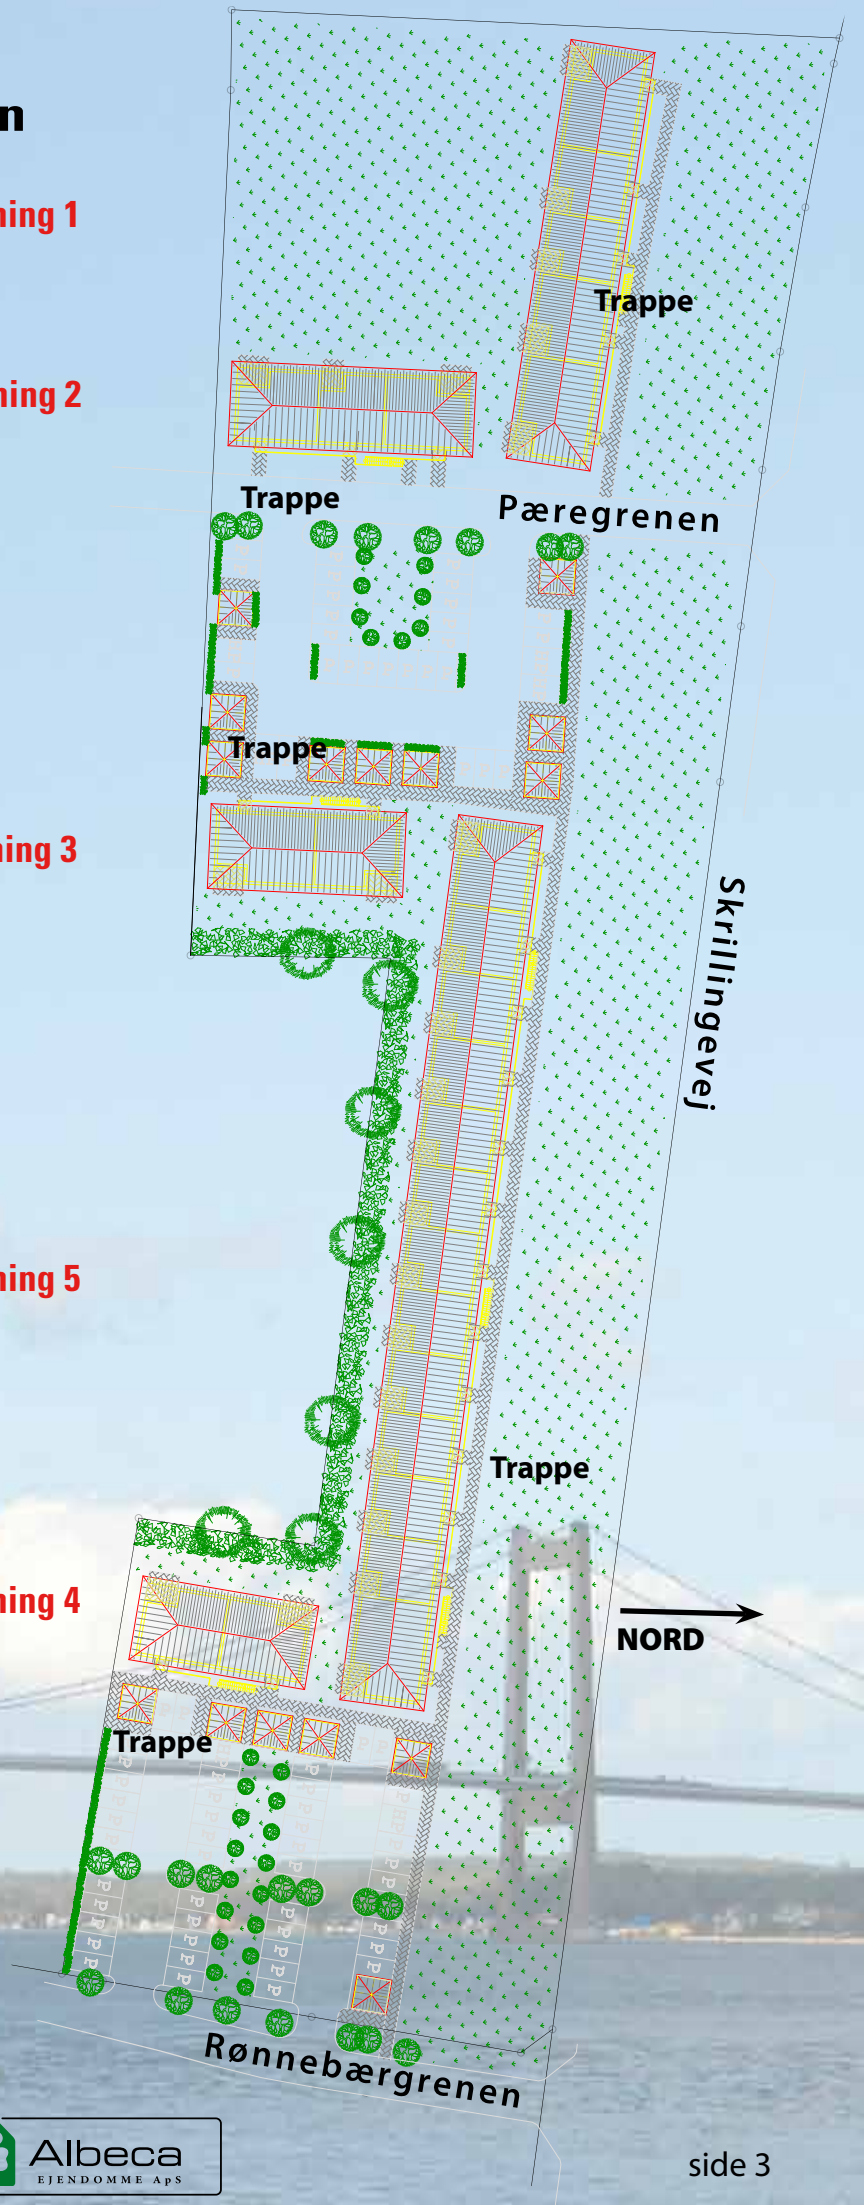 n
ning 1
Trappe
ning 2
Trappe
Pæregrenen
Trappe
ning 3
Skrillingevej
ning 5
Trappe
ning 4
NORD
Trappe
Rønnebærgrenen
Albeca
EJENDOMME ApS
side 3